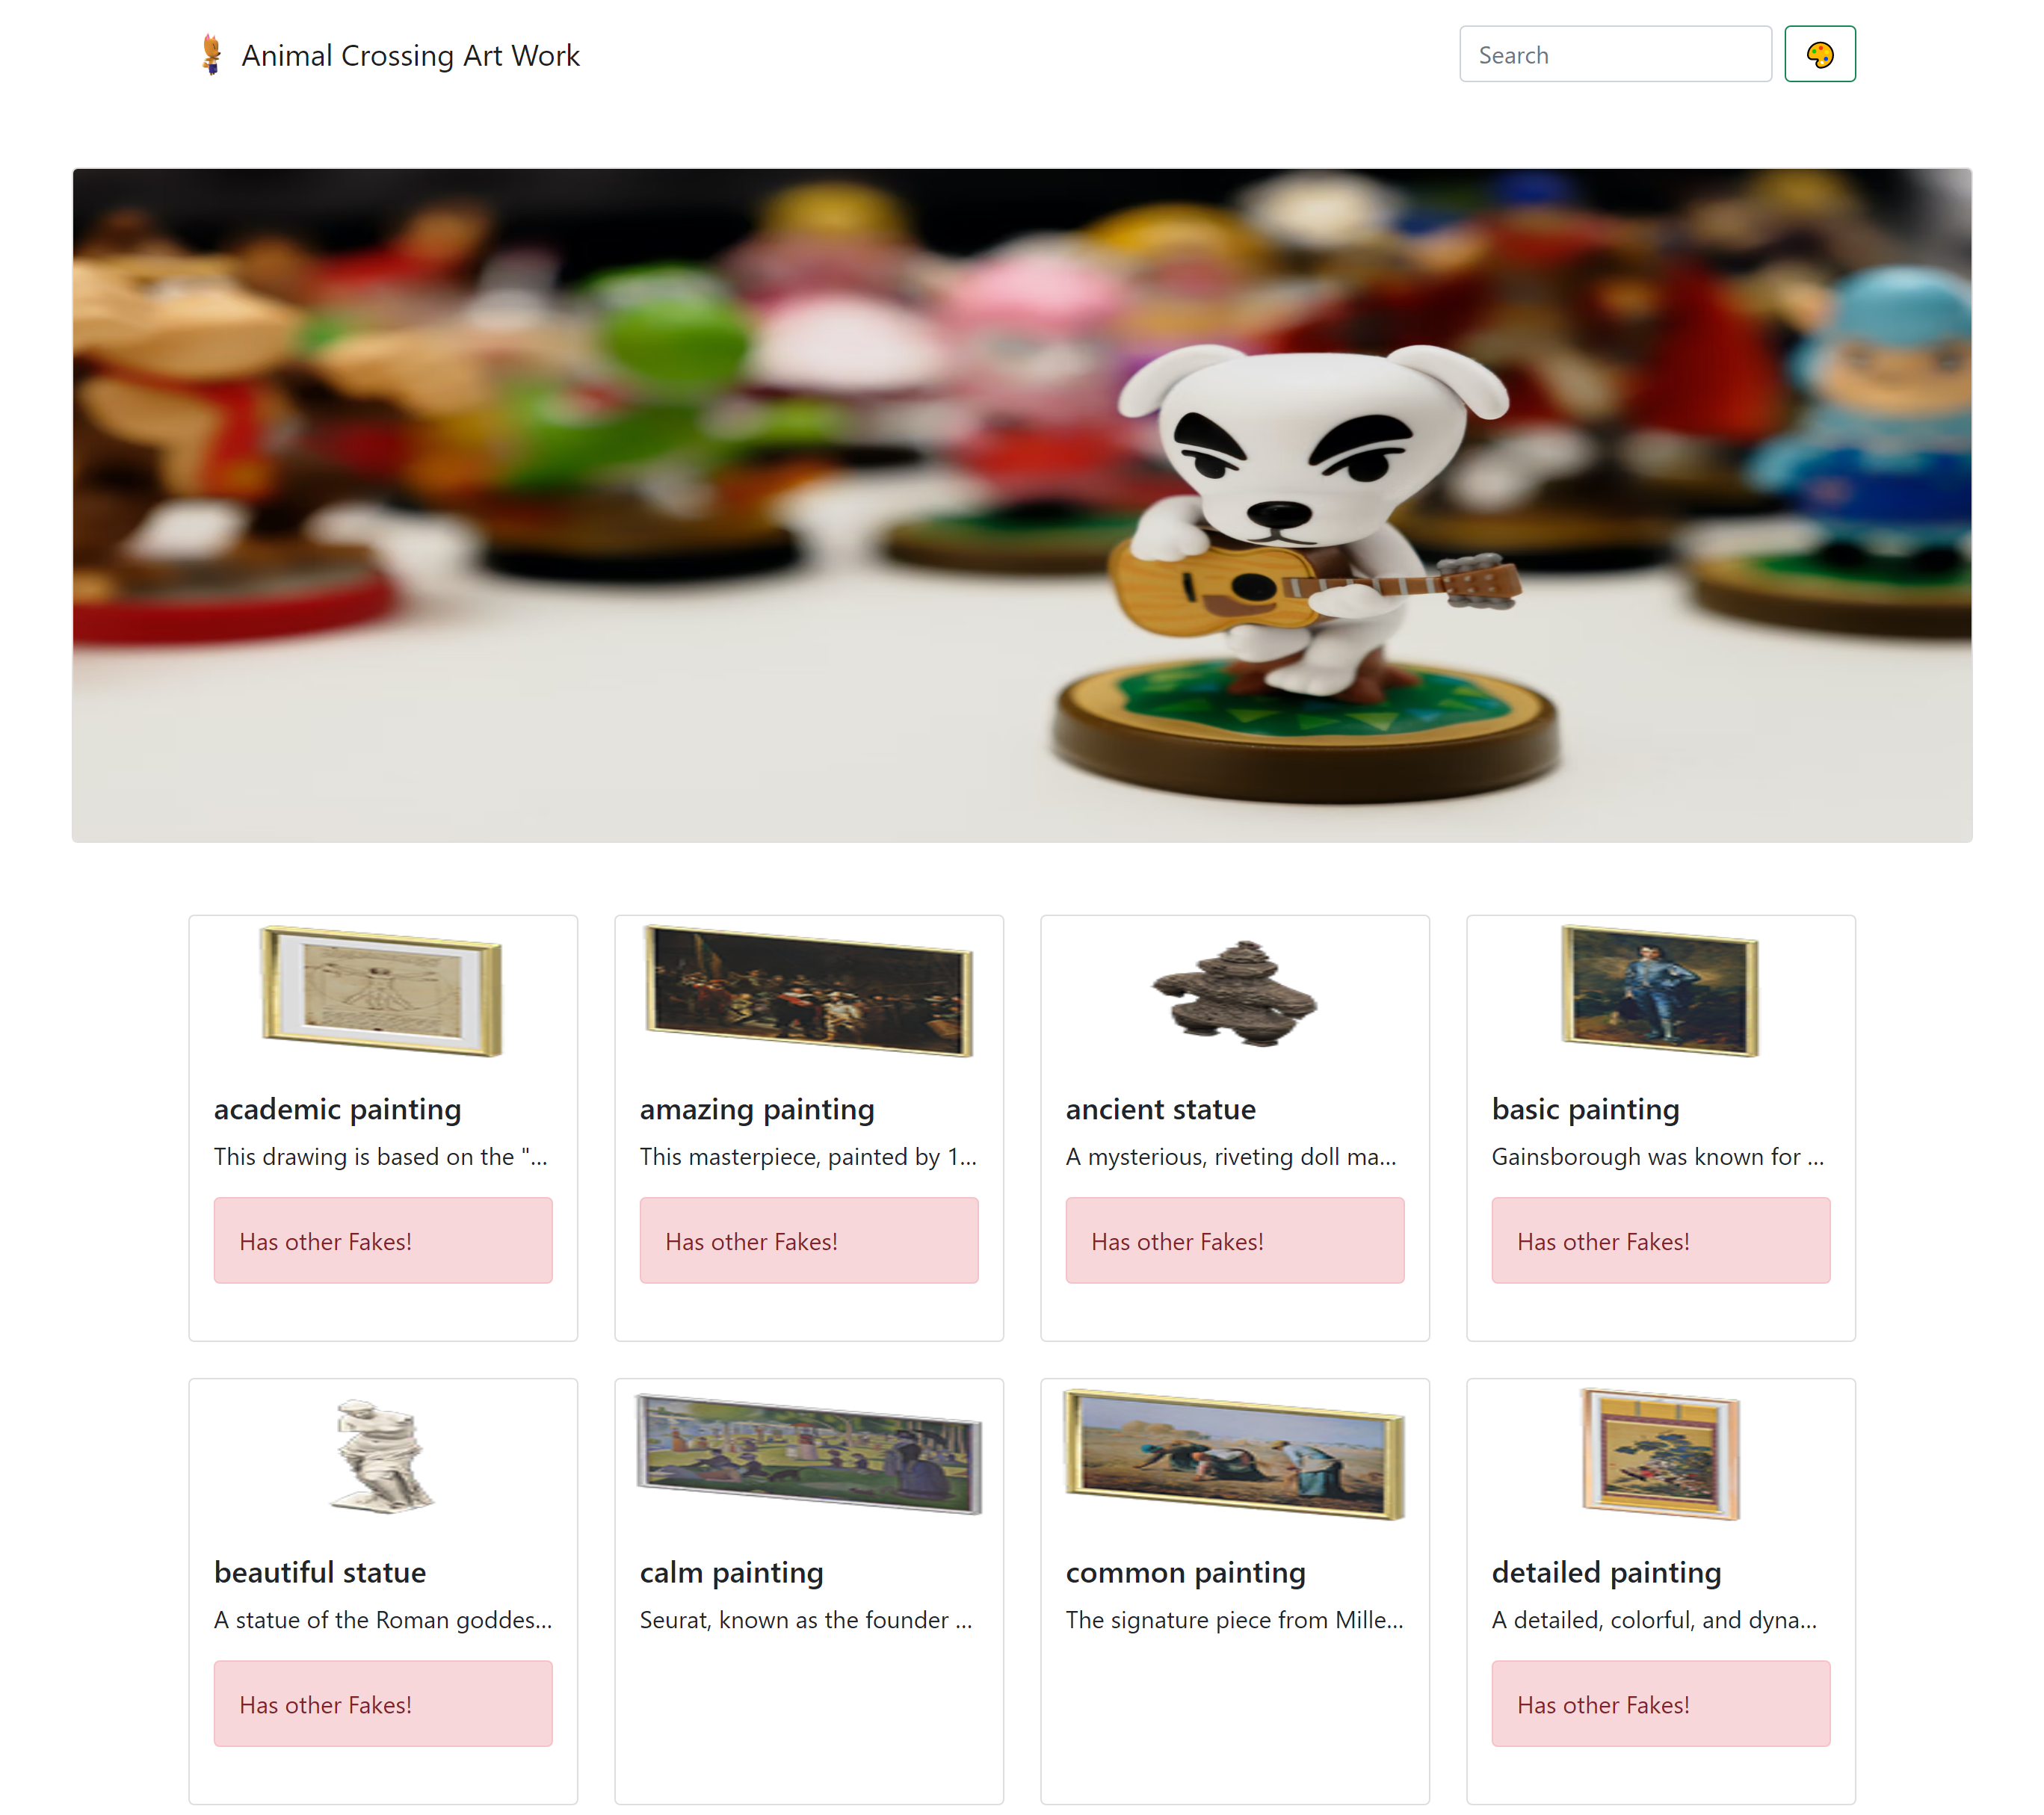 Animal Crossing Art Work
Search
academic painting
This drawing is based on the "...
Has other Fakes!
amazing painting
This masterpiece, painted by 1...
Has other Fakes!
ancient statue
A mysterious, riveting doll ma...
Has other Fakes!
basic painting
Gainsborough was known for ...
Has other Fakes!
beautiful statue
A statue of the Roman goddes...
Has other Fakes!
calm painting
Seurat, known as the founder ...
common painting
The signature piece from Mille...
detailed painting
A detailed, colorful, and dyna...
Has other Fakes!